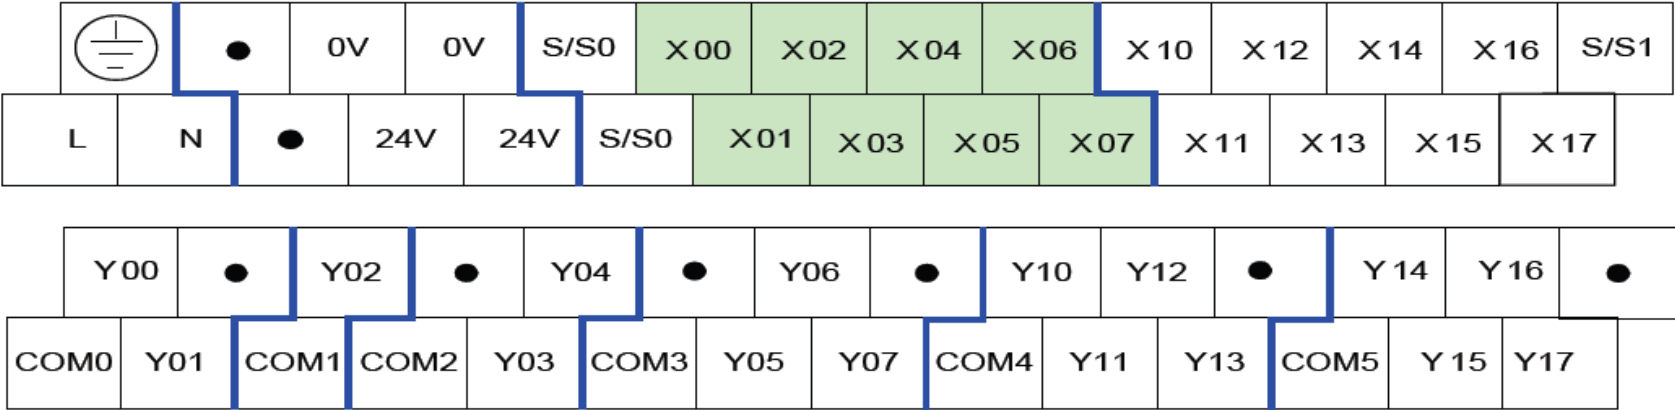 ● 0V 0V S/S0 X00 X02 X04 X06 X10 X12 X14 X16 S/S1
L N ● 24V 24V S/S0 X01 X03 X05 X07 X11 X13 X15 X17
Y00 ● Y02 ● Y04 ● Y06 ● Y10 Y12 ● Y14 Y16 ●
COM0 Y01 COM1 COM2 Y03 COM3 Y05 Y07 COM4 Y11 Y13 COM5 Y15 Y17